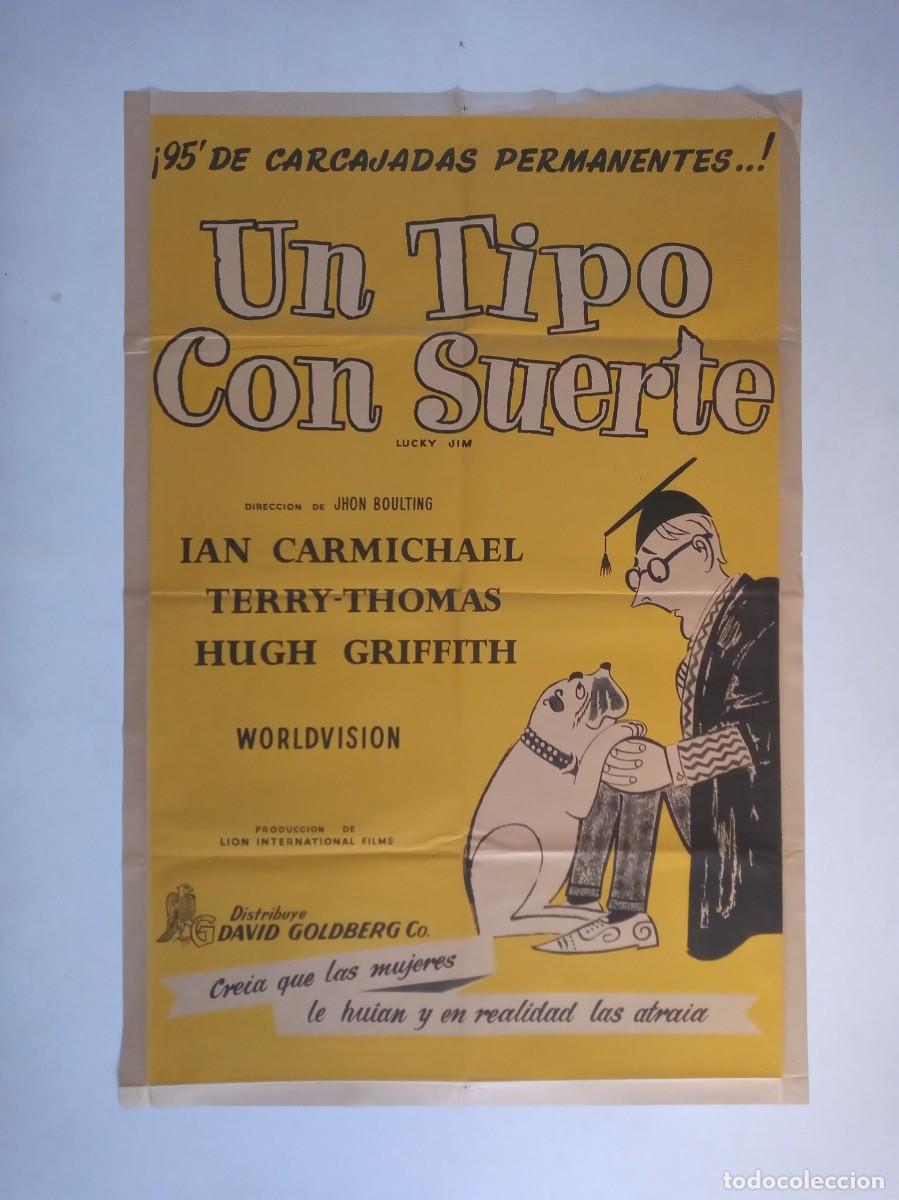 ¡95' DE CARCAJADAS PERMANENTES..!
Un Tipo
Con Suerte
LUCKY JIM
DIRECCION DE JHON BOULTING
IAN CARMICHAEL
TERRY-THOMAS
HUGH GRIFFITH
WORLDVISION
PRODUCCION DE
LION INTERNATIONAL FILMS
G
Distribuye
DAVID GOLDBERG Co.
Creia que las mujeres
le huian y en realidad las atraia
todocoleccion